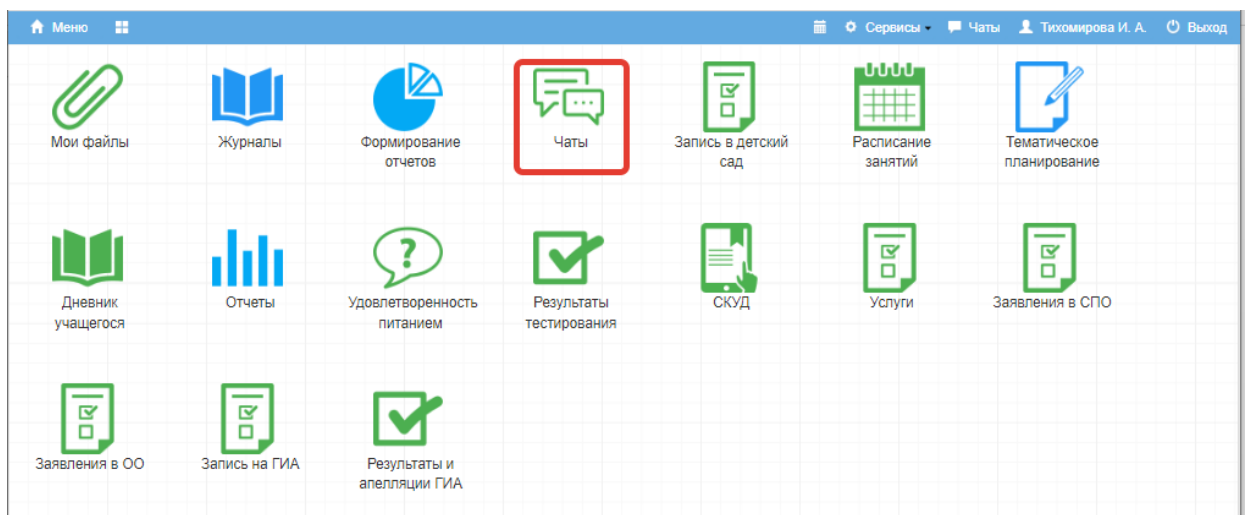 Меню
Сервисы
Чаты
Тихомирова И. А.
Выход
Мои файлы
Журналы
Формирование
отчетов
Чаты
Запись в детский
сад
Расписание
занятий
Тематическое
планирование
Дневник
учащегося
Отчеты
?
Удовлетворенность
питанием
Результаты
тестирования
СКУД
Услуги
Заявления в СПО
Заявления в ОО
Запись на ГИА
Результаты и
апелляции ГИА